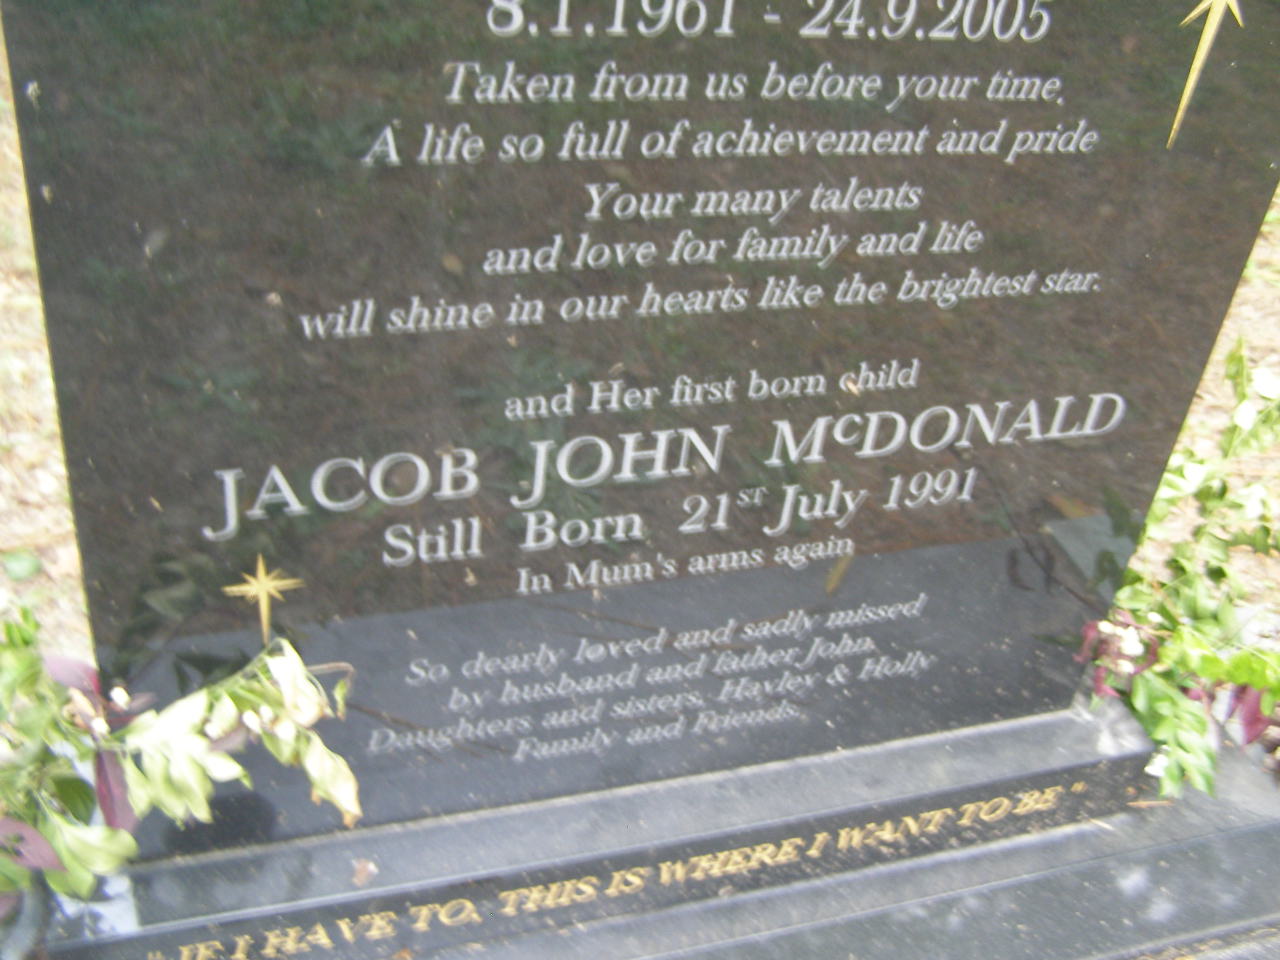 8.1.1961 - 24.9.2005
Taken from us before your time,
A life so full of achievement and pride
Your many talents
and love for family and life
will shine in our hearts like the brightest star.
and Her first born child
JACOB JOHN McDONALD
Still Born 21ST July 1991
In Mum's arms again
So dearly loved and sadly missed
by husband and father John,
Daughters and sisters, Hayley & Holly
Family and Friends.
" IF I HAVE TO, THIS IS WHERE I WANT TO BE "